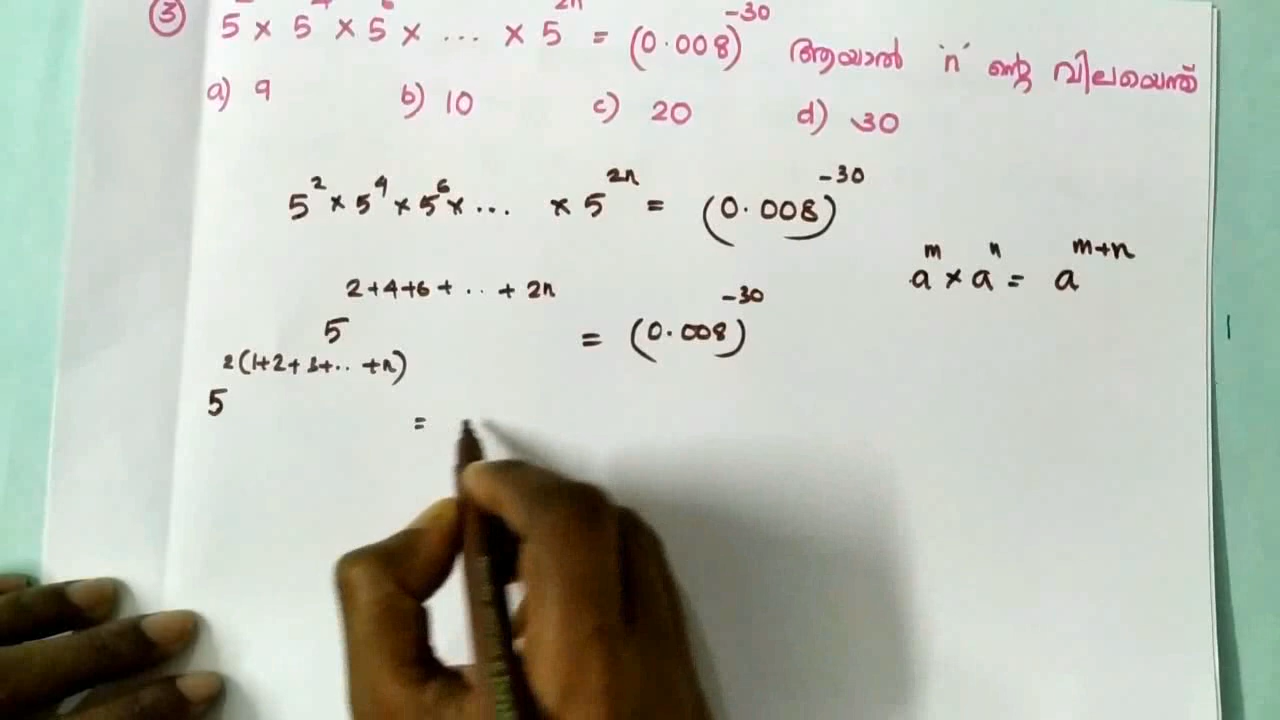 ③ 5² × 5⁴ × 5⁶ × ... × 5²ⁿ = (0.008)⁻³⁰ ആയാൽ 'n' ന്റെ വിലയെന്ത്
a) 9 b) 10 c) 20 d) 30
5² × 5⁴ × 5⁶ × ... × 5²ⁿ = (0.008)⁻³⁰
aᵐ × aⁿ = aᵐ⁺ⁿ
5^2+4+6+..+2n = (0.008)⁻³⁰
5^2(1+2+3+..+n) =